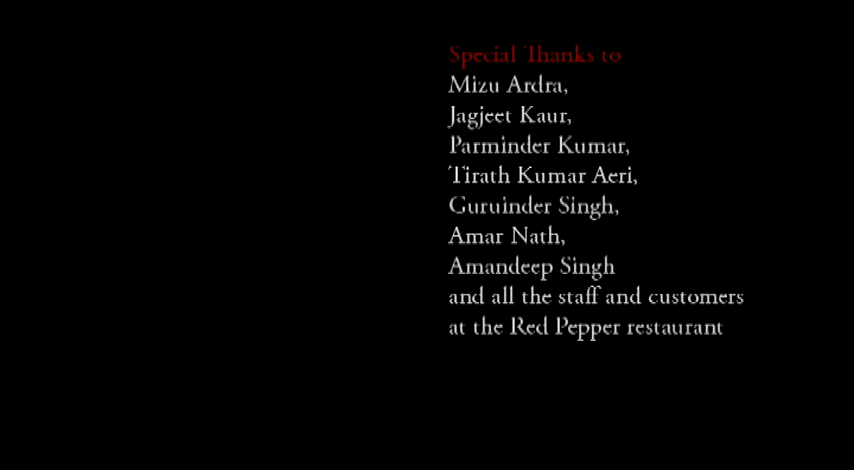 Special Thanks to
Mizu Ardra,
Jagjeet Kaur,
Parminder Kumar,
Tirath Kumar Aeri,
Guruinder Singh,
Amar Nath,
Amandeep Singh
and all the staff and customers
at the Red Pepper restaurant